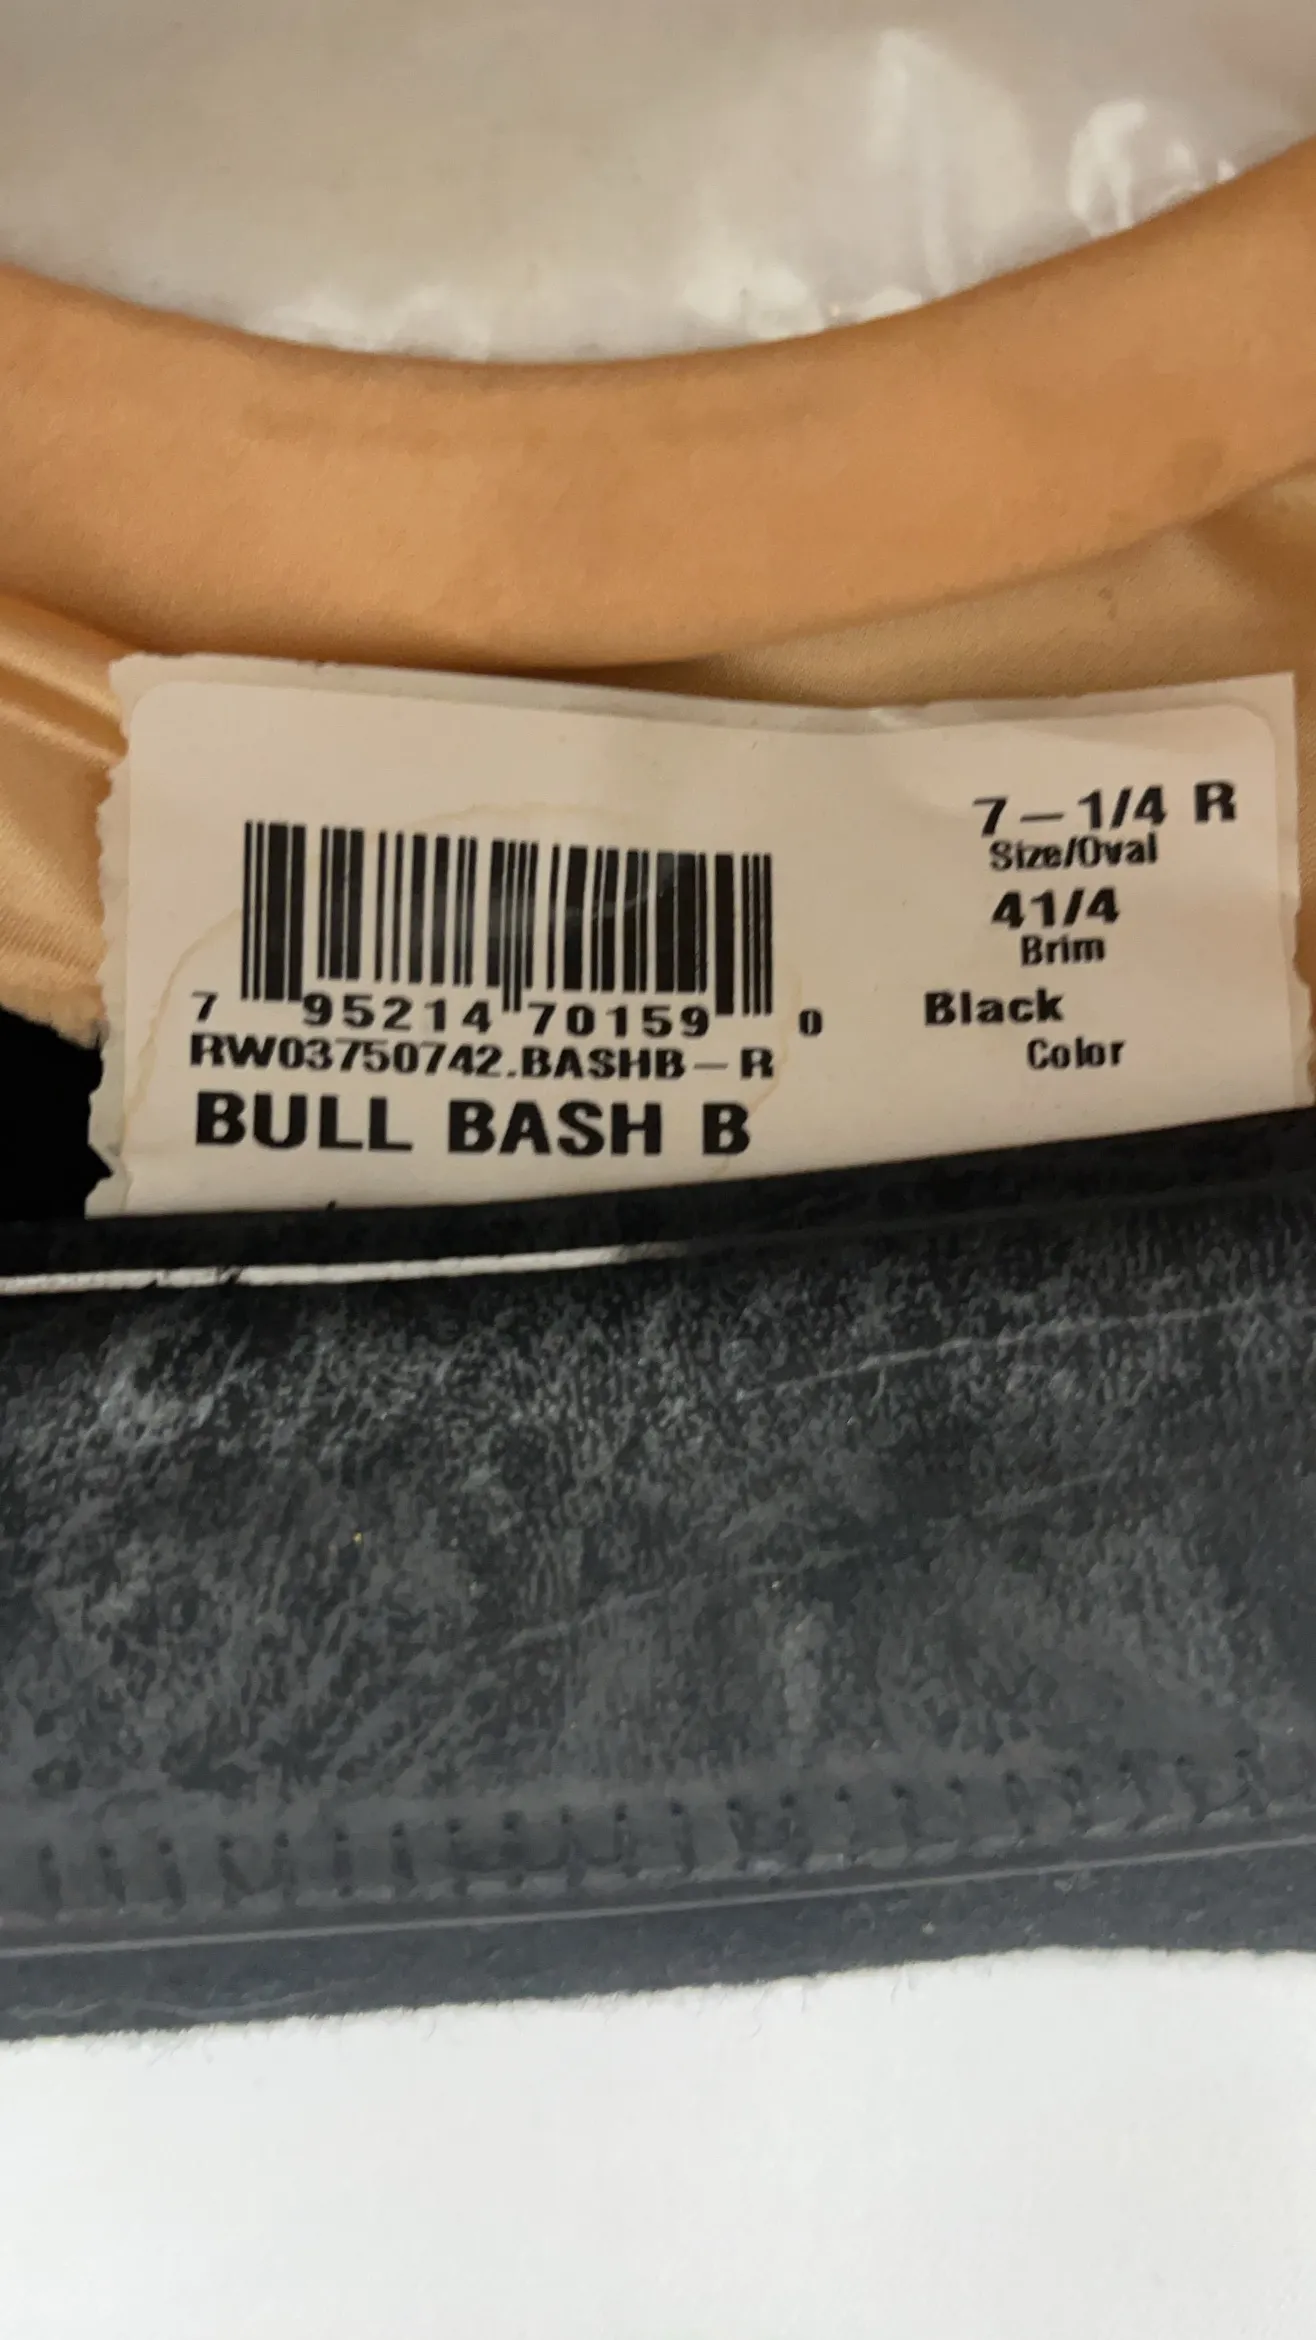 7-1/4 R
Size/Oval
41/4
Brim
Black
Color
7 95214 70159 0
RW03750742.BASHB-R
BULL BASH B